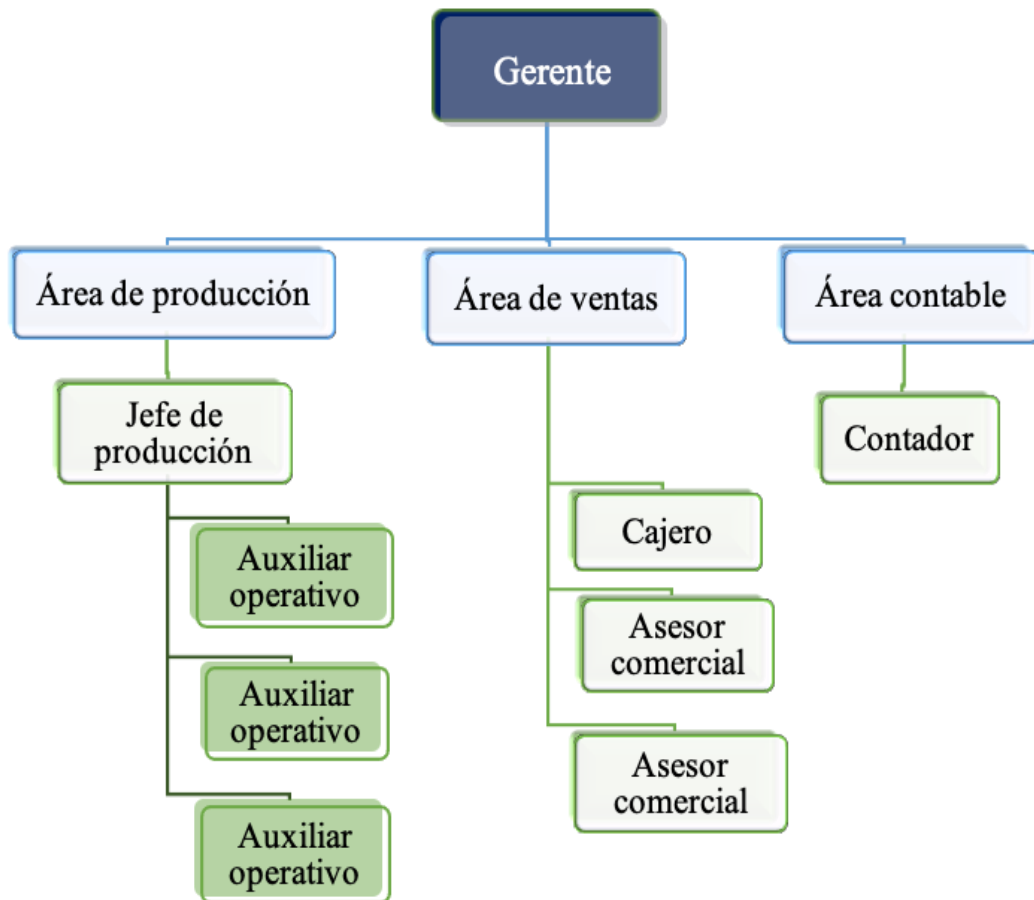 Gerente
Área de producción
Área de ventas
Área contable
Jefe de
producción
Contador
Auxiliar
operativo
Auxiliar
operativo
Auxiliar
operativo
Cajero
Asesor
comercial
Asesor
comercial